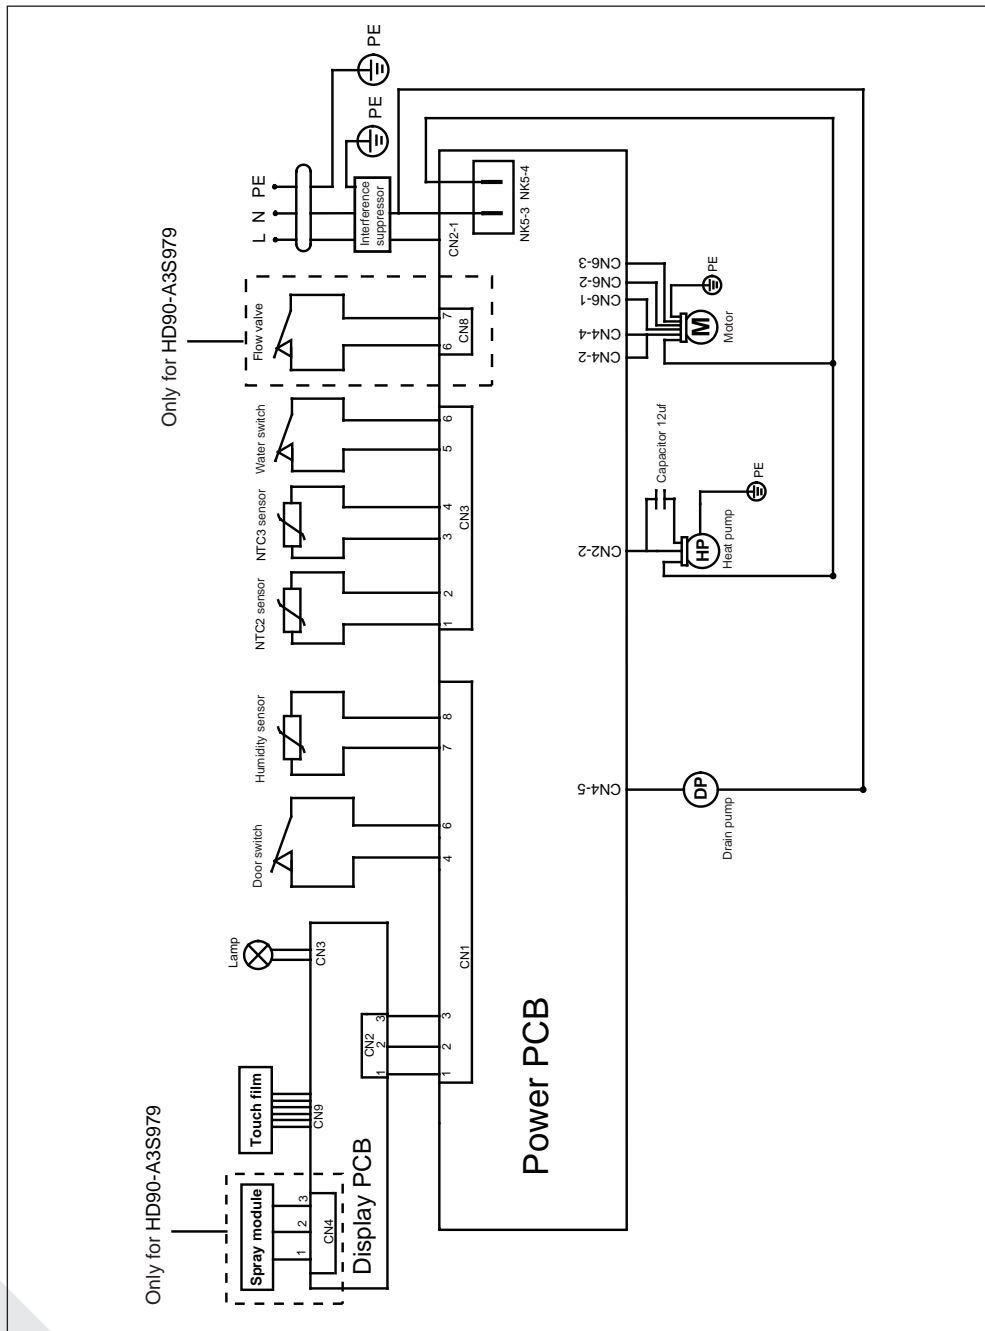 Only for HD90-A3S979
Spray module
1
2
3
CN4
Display PCB
Touch film
CN9
Lamp
CN3
CN2
1
2
3
1
2
3
CN1
Door switch
4
6
Humidity sensor
7
8
NTC2 sensor
1
2
NTC3 sensor
3
4
CN3
Water switch
5
6
Only for HD90-A3S979
Flow valve
6
7
CN8
L N PE
PE
PE
Interference
suppressor
CN2-1
NK5-3 NK5-4
Power PCB
CN4-5
DP
Drain pump
CN2-2
Capacitor 12uf
HP
Heat pump
PE
CN4-2
CN4-4
CN6-1
CN6-2
CN6-3
M
Motor
PE